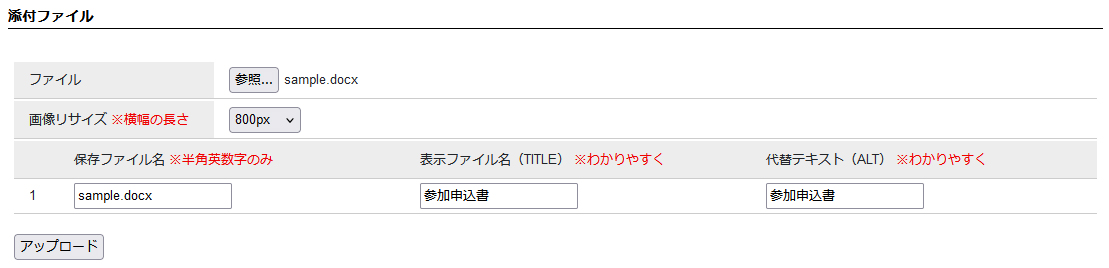 添付ファイル
ファイル 参照... sample.docx
画像リサイズ ※横幅の長さ 800px
保存ファイル名 ※半角英数字のみ 表示ファイル名（TITLE） ※わかりやすく 代替テキスト（ALT） ※わかりやすく
1 sample.docx 参加申込書 参加申込書
アップロード